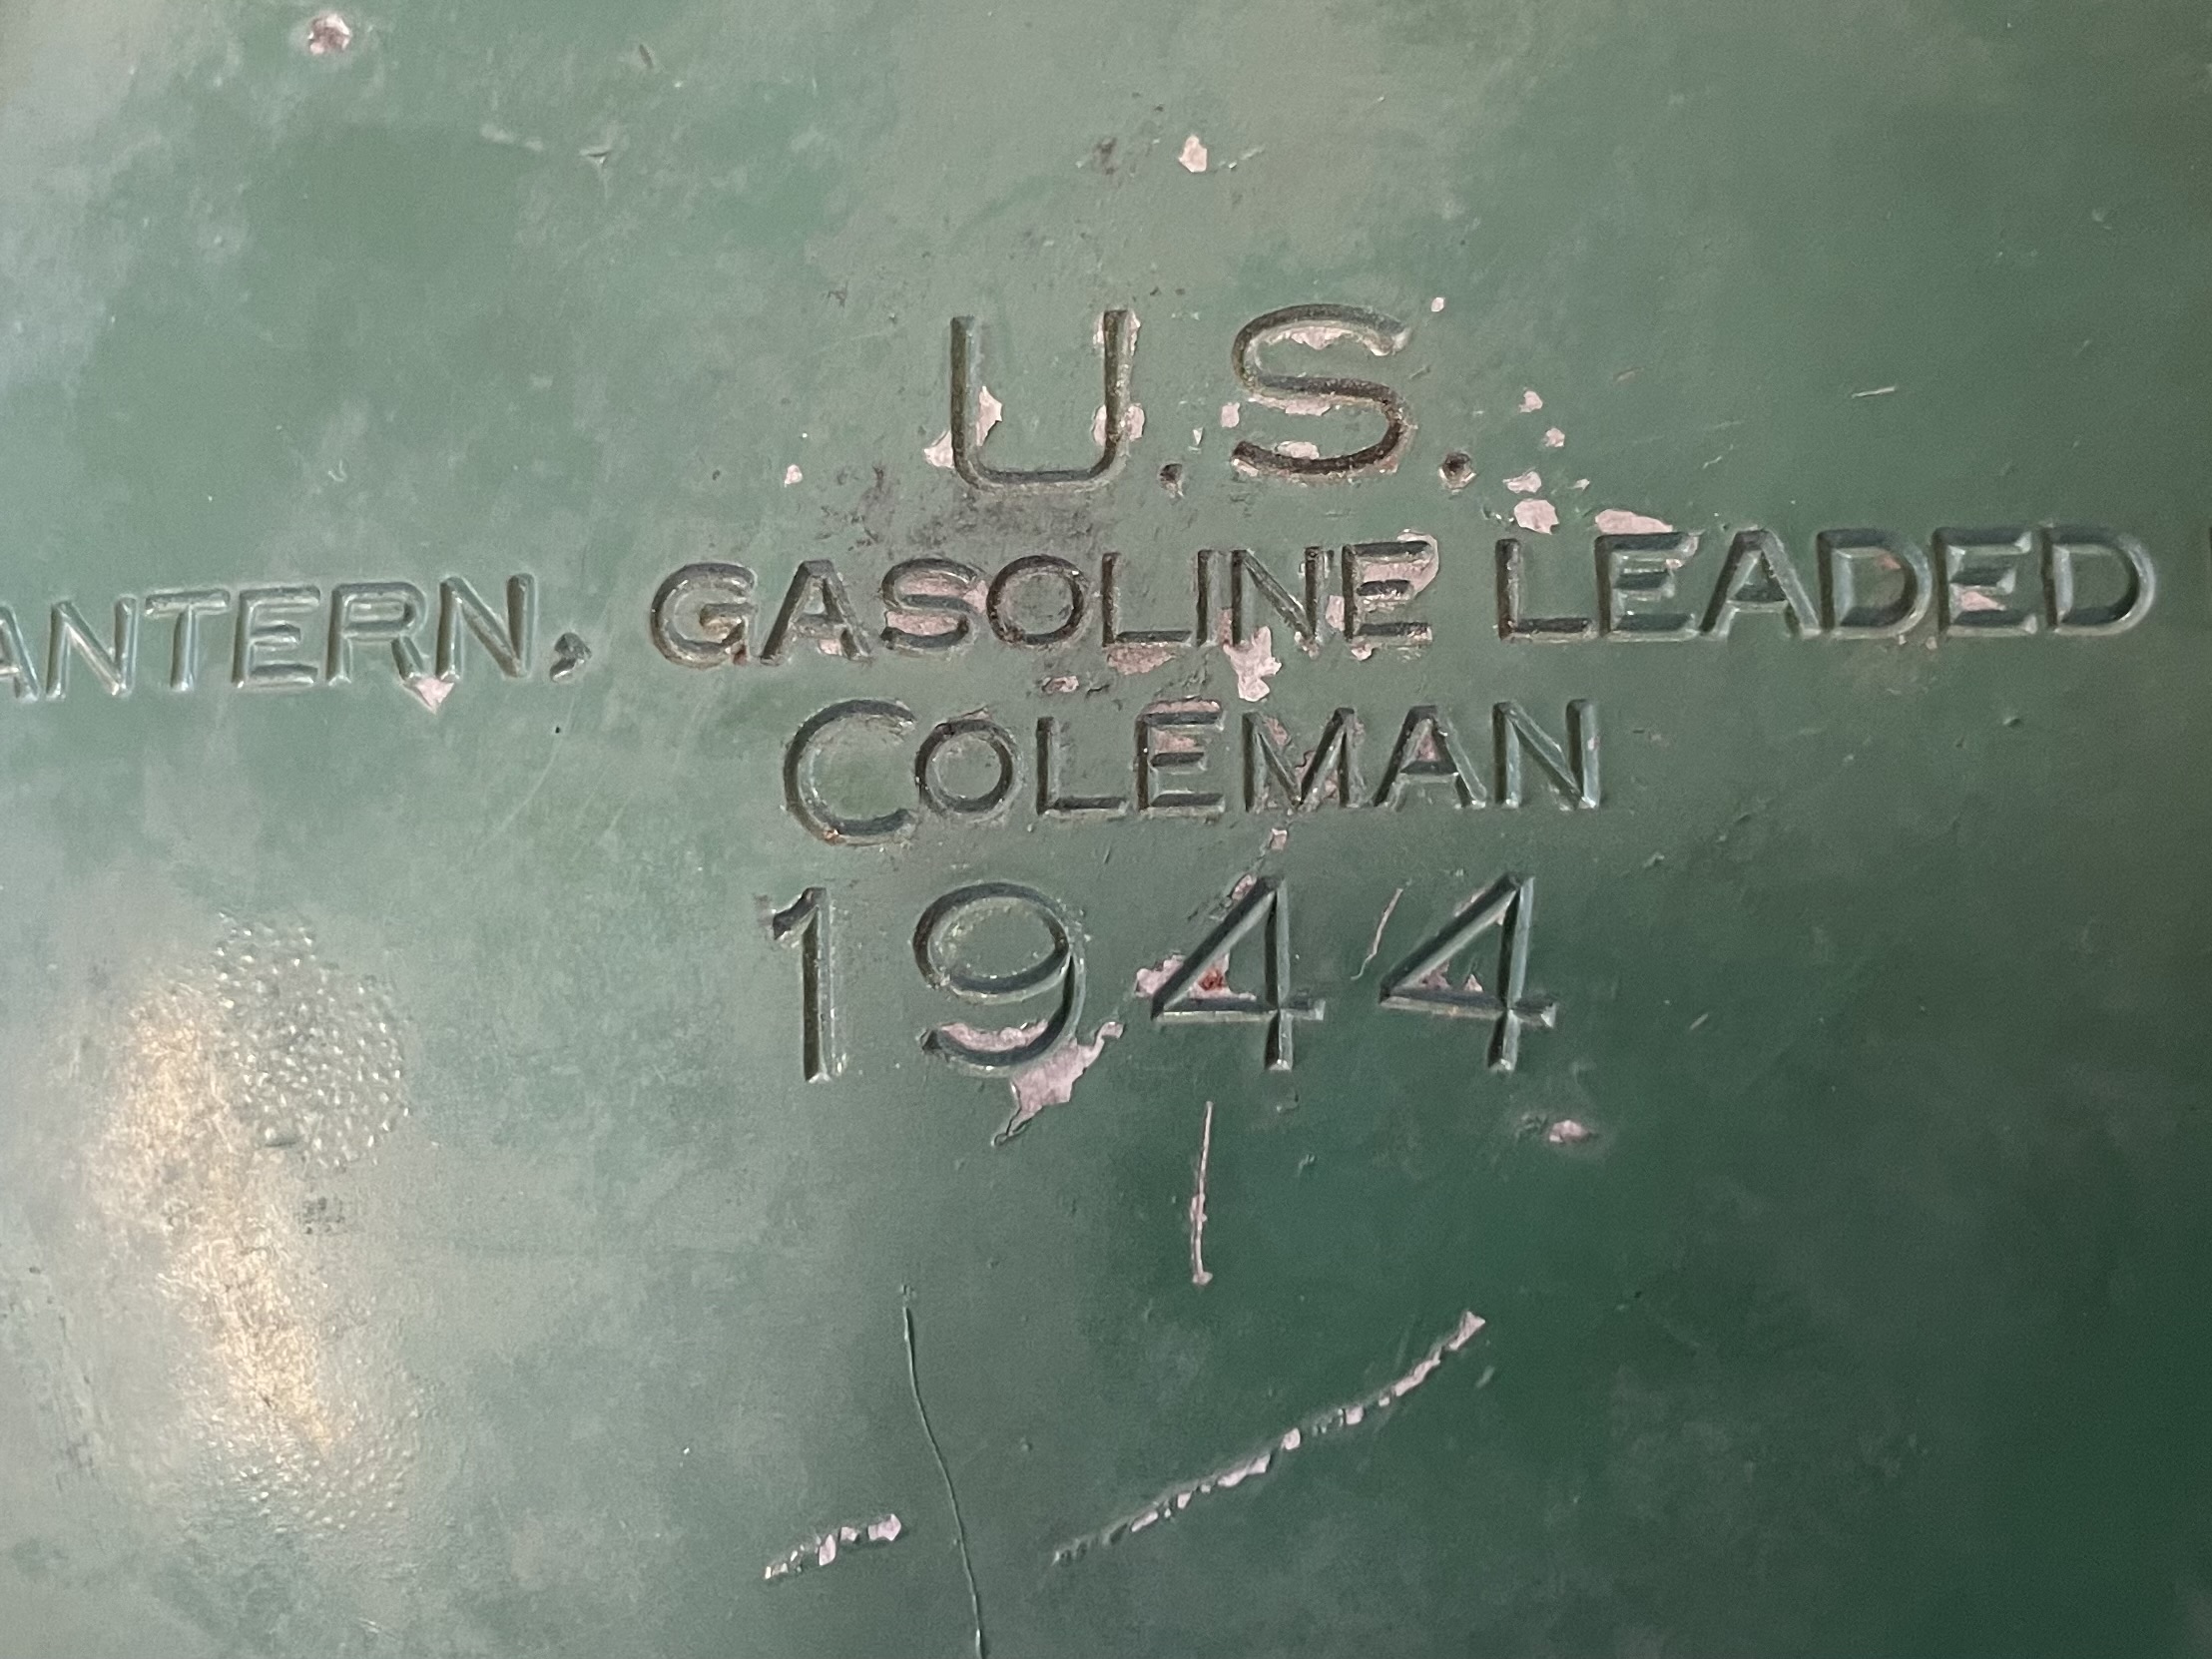 U.S.
ANTERN, GASOLINE LEADED
COLEMAN
1944